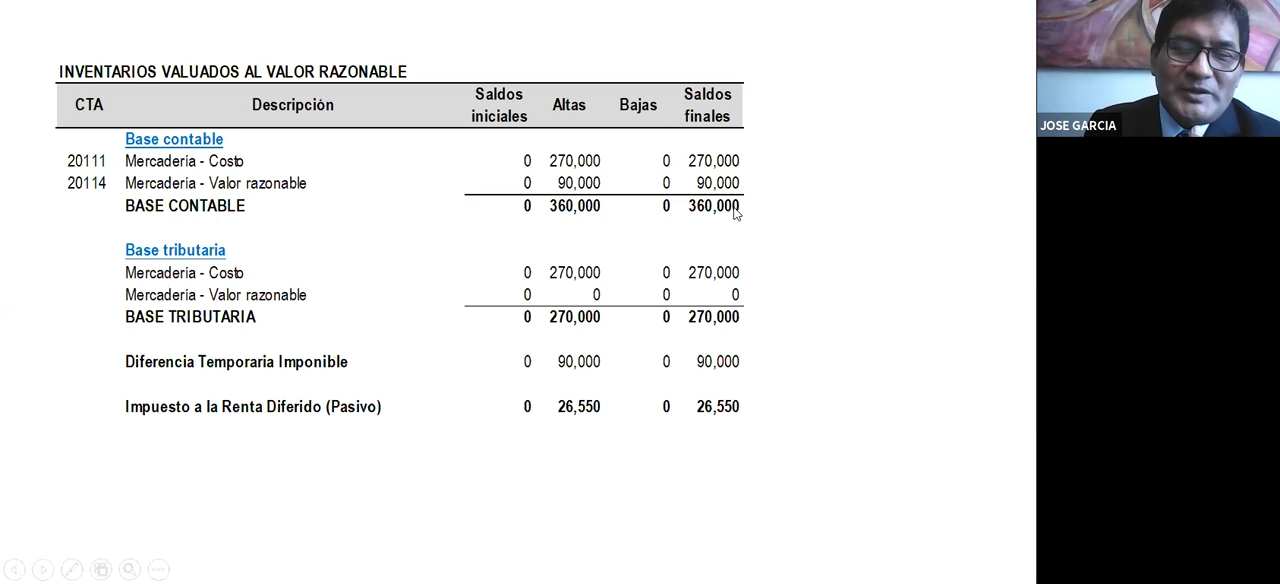 INVENTARIOS VALUADOS AL VALOR RAZONABLE
CTA Descripción Saldos iniciales Altas Bajas Saldos finales
Base contable
20111 Mercadería - Costo 0 270,000 0 270,000
20114 Mercadería - Valor razonable 0 90,000 0 90,000
BASE CONTABLE 0 360,000 0 360,000
Base tributaria
Mercadería - Costo 0 270,000 0 270,000
Mercadería - Valor razonable 0 0 0 0
BASE TRIBUTARIA 0 270,000 0 270,000
Diferencia Temporaria Imponible 0 90,000 0 90,000
Impuesto a la Renta Diferido (Pasivo) 0 26,550 0 26,550
JOSE GARCIA